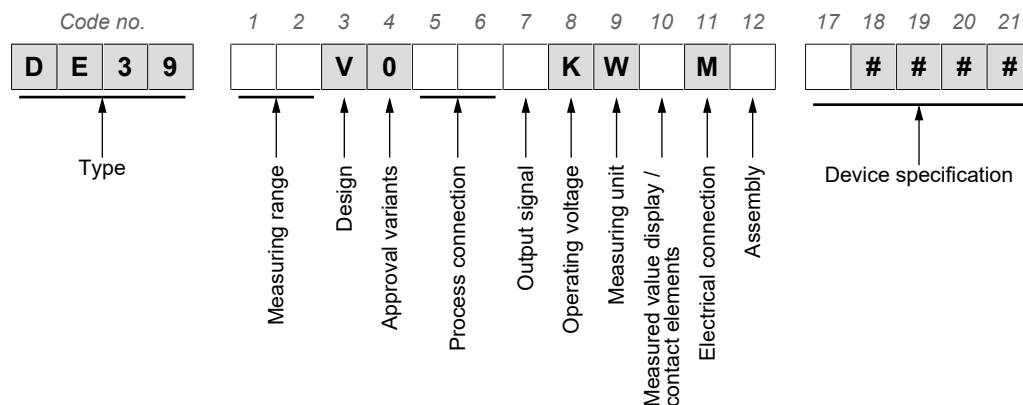 Code no. 1 2 3 4 5 6 7 8 9 10 11 12 17 18 19 20 21
D E 3 9 V 0 K W M # # # #
Type
Measuring range
Design
Approval variants
Process connection
Output signal
Operating voltage
Measuring unit
Measured value display /
contact elements
Electrical connection
Assembly
Device specification